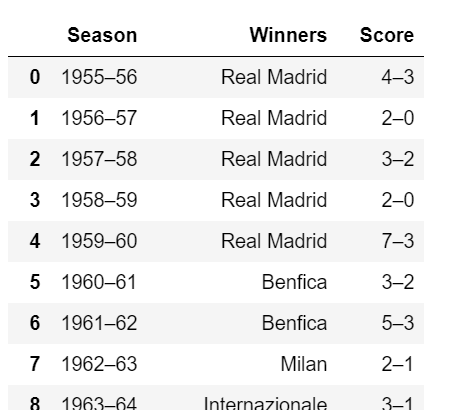 Season Winners Score
0 1955–56 Real Madrid 4–3
1 1956–57 Real Madrid 2–0
2 1957–58 Real Madrid 3–2
3 1958–59 Real Madrid 2–0
4 1959–60 Real Madrid 7–3
5 1960–61 Benfica 3–2
6 1961–62 Benfica 5–3
7 1962–63 Milan 2–1
8 1963–64 Internazionale 3–1